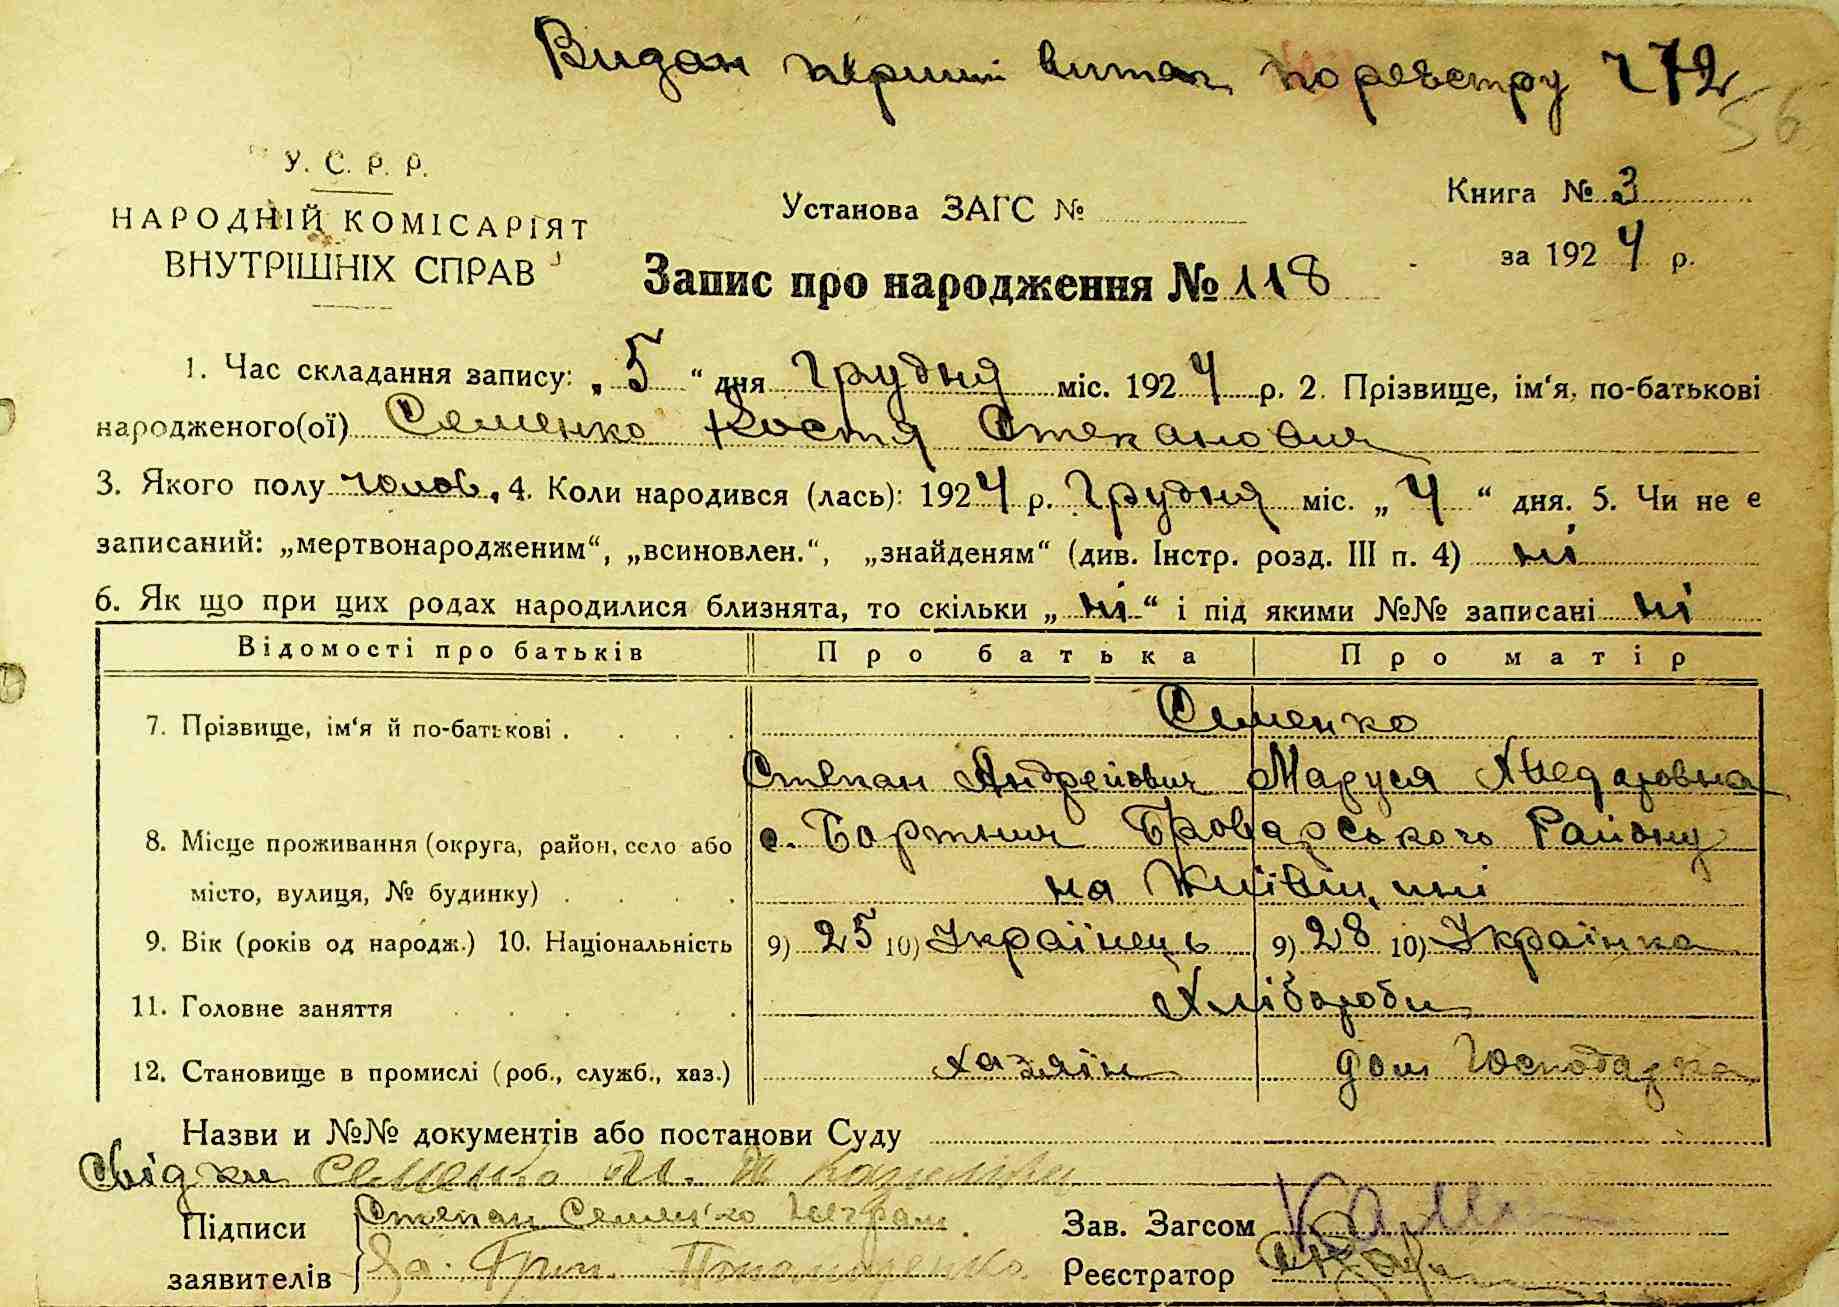 Видан перший витяг по реєстру 272
56
У. С. Р. Р.
НАРОДНІЙ КОМІСАРІЯТ
ВНУТРІШНІХ СПРАВ
Установа ЗАГС №
Книга № 3
за 1924 р.
Запис про народження № 118
1. Час складання запису: „5“ дня Грудня міс. 1924 р. 2. Прізвище, ім‘я, по-батькові
народженого(ої) Семенко Костя Степанович
3. Якого полу чолов. 4. Коли народився (лась): 1924 р. Грудня міс. „4“ дня. 5. Чи не є
записаний: „мертвонародженим“, „всиновлен.“, „знайденям“ (див. Інстр. розд. III п. 4) ні
6. Як що при цих родах народилися близнята, то скільки „ні“ і під якими №№ записані ні
Відомості про батьків Про батька Про матір
7. Прізвище, ім‘я й по-батькові . . . . Семенко
Степан Андрейович Маруся Хведоровна
8. Місце проживання (округа, район, село або с. Бортнич Броварського Району
місто, вулиця, № будинку) . . . . на Київщині
9. Вік (років од народж.) 10. Національність 9) 25 10) Українець 9) 28 10) Українка
11. Головне заняття . . . . Хлібороби
12. Становище в промислі (роб., служб., хаз.) хазяїн дом Господарка
Назви и №№ документів або постанови Суду
Свідки Семенко
Підписи Степан Семенко
Зав. Загсом
заявителів За. Грип. Пономаренко
Реєстратор